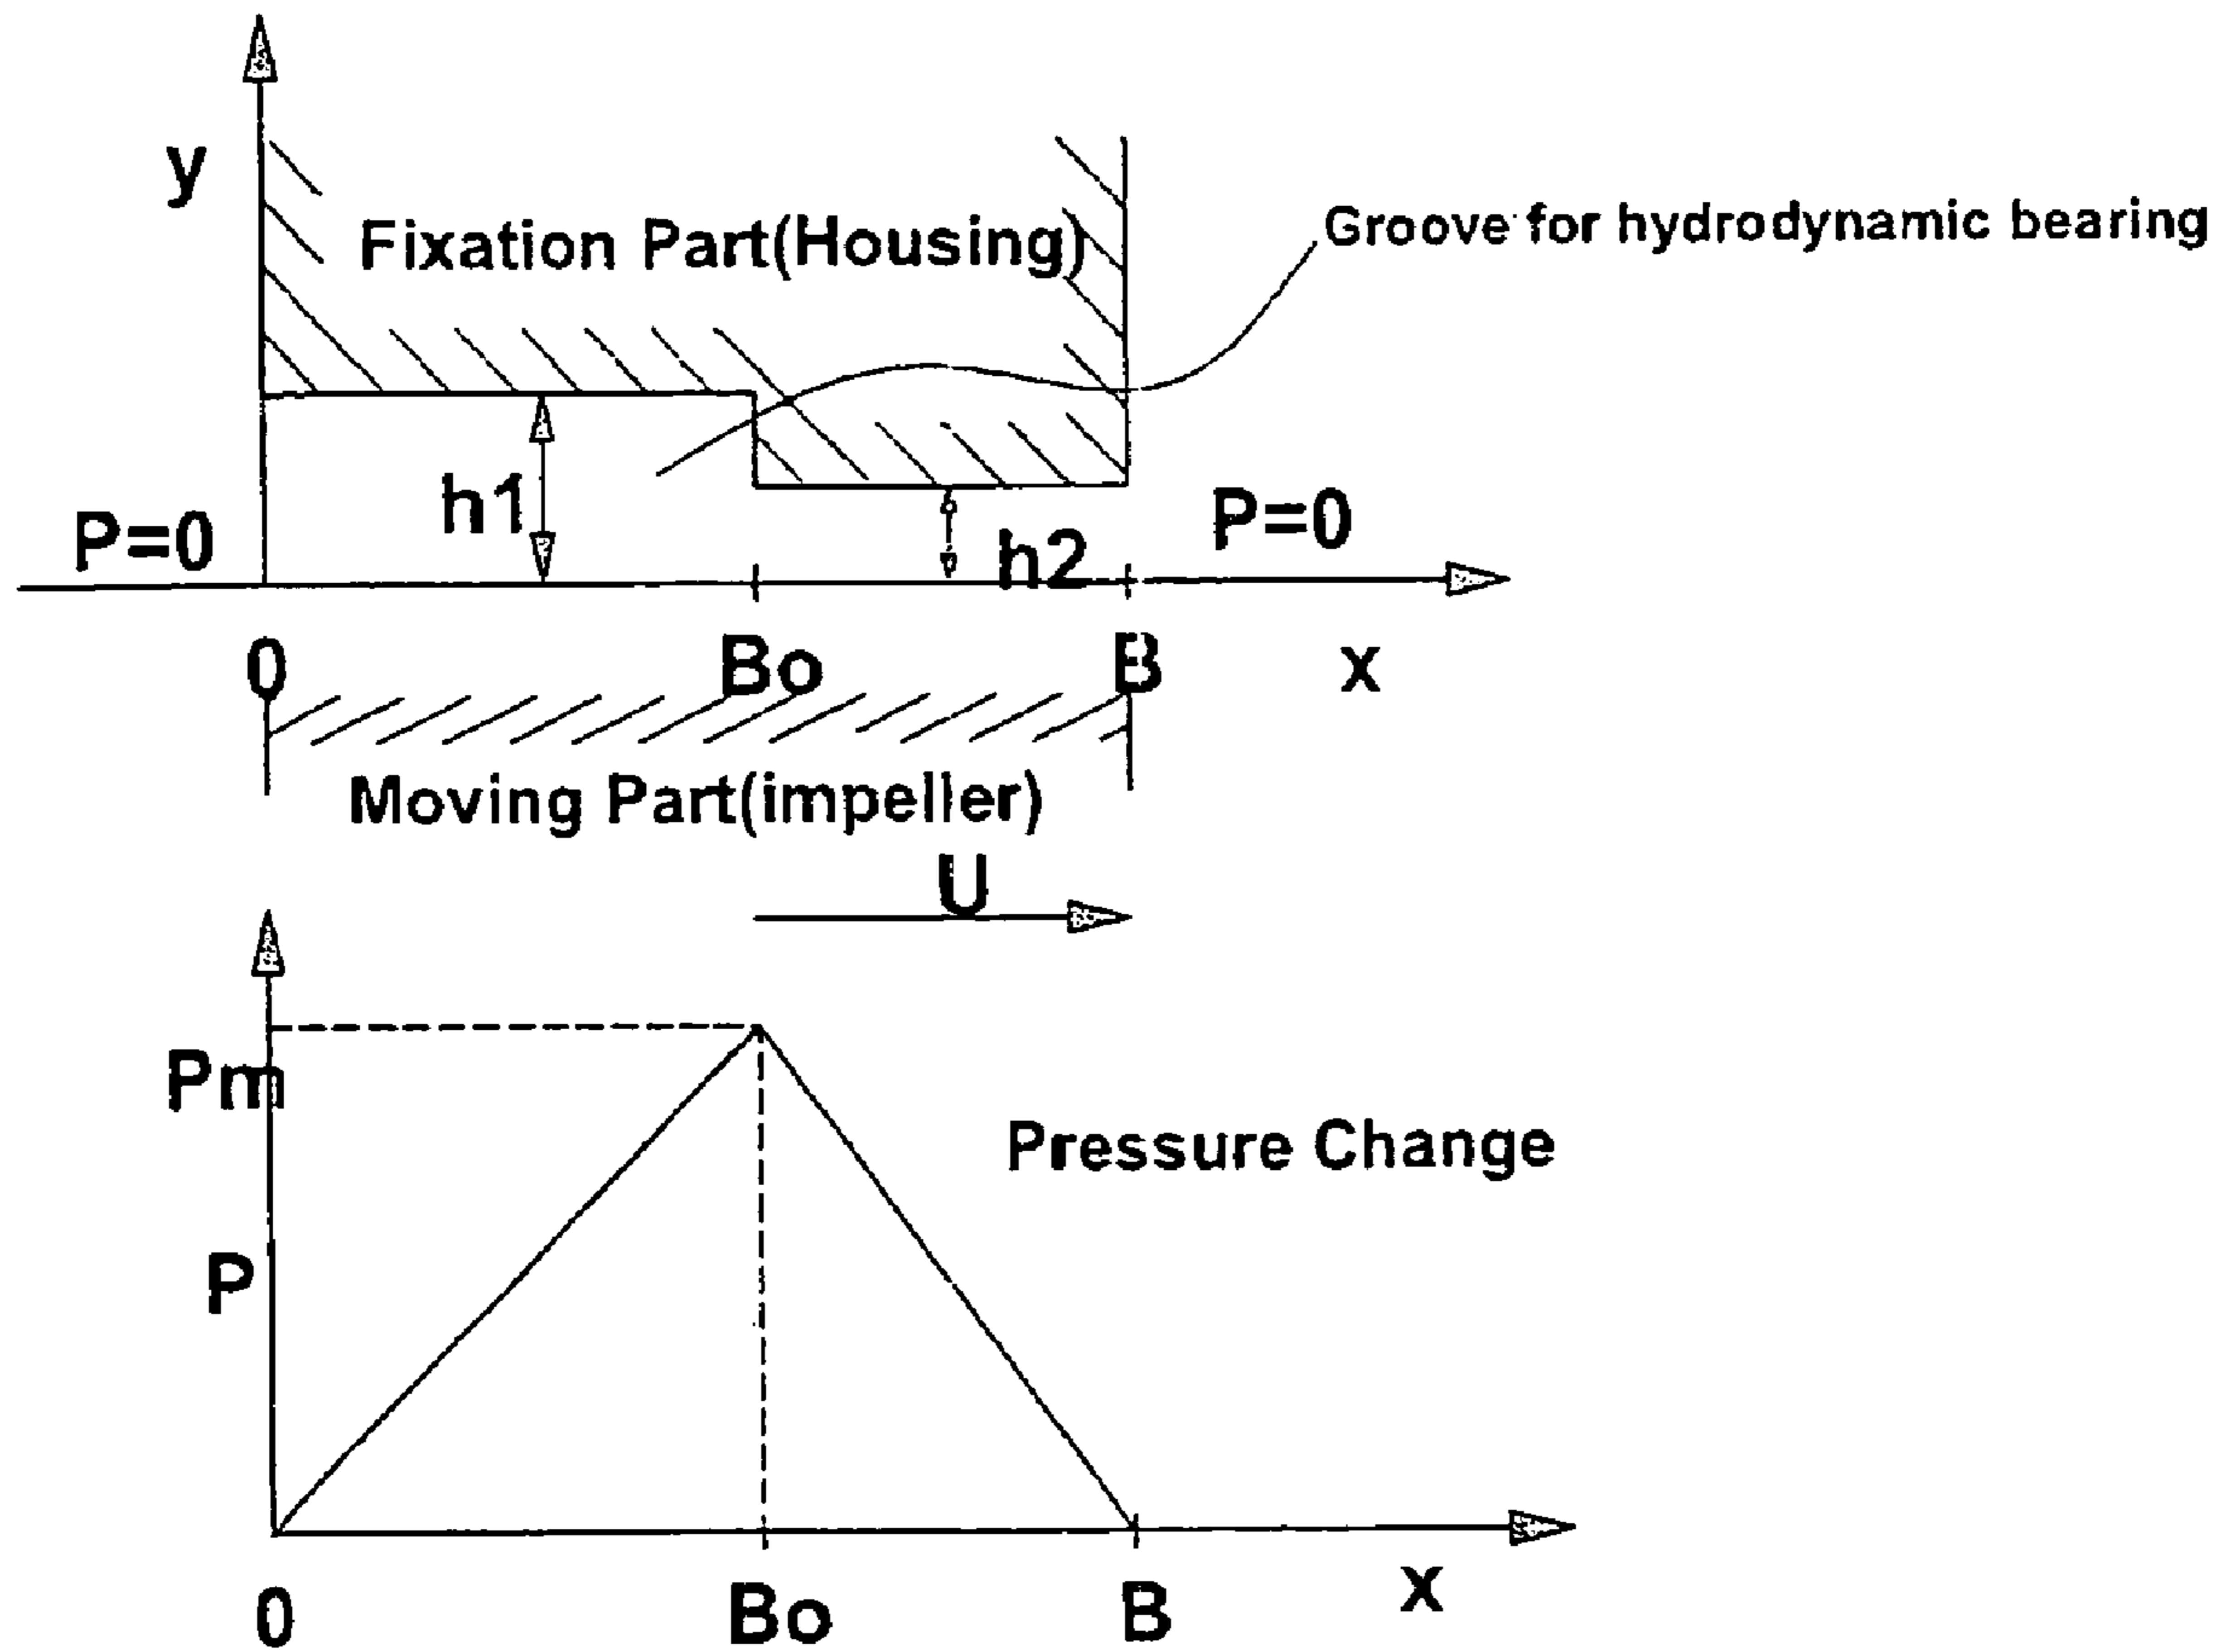 y
Fixation Part(Housing)
Groove for hydrodynamic bearing
h1
P=0
h2
P=0
0
Bo
B
x
Moving Part(impeller)
U
Pm
Pressure Change
P
0
Bo
B
x